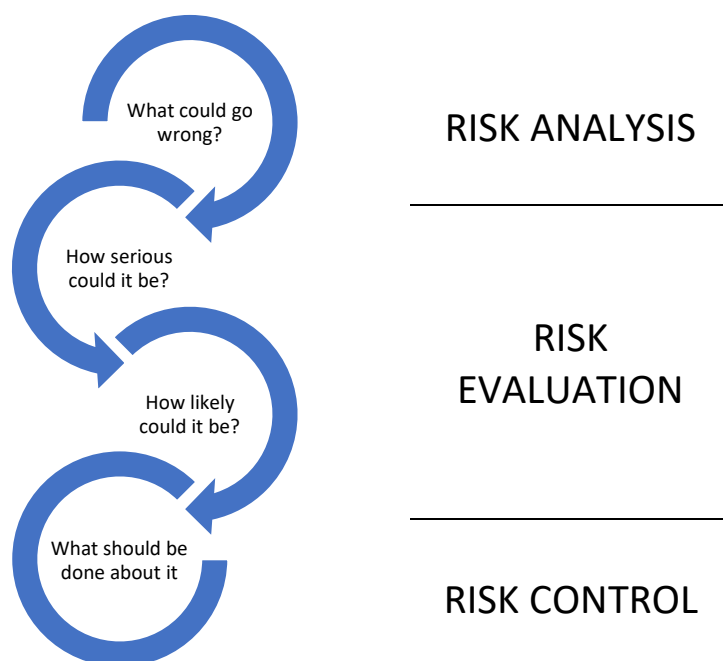 What could go
wrong?
RISK ANALYSIS
How serious
could it be?
RISK
EVALUATION
How likely
could it be?
What should be
done about it
RISK CONTROL